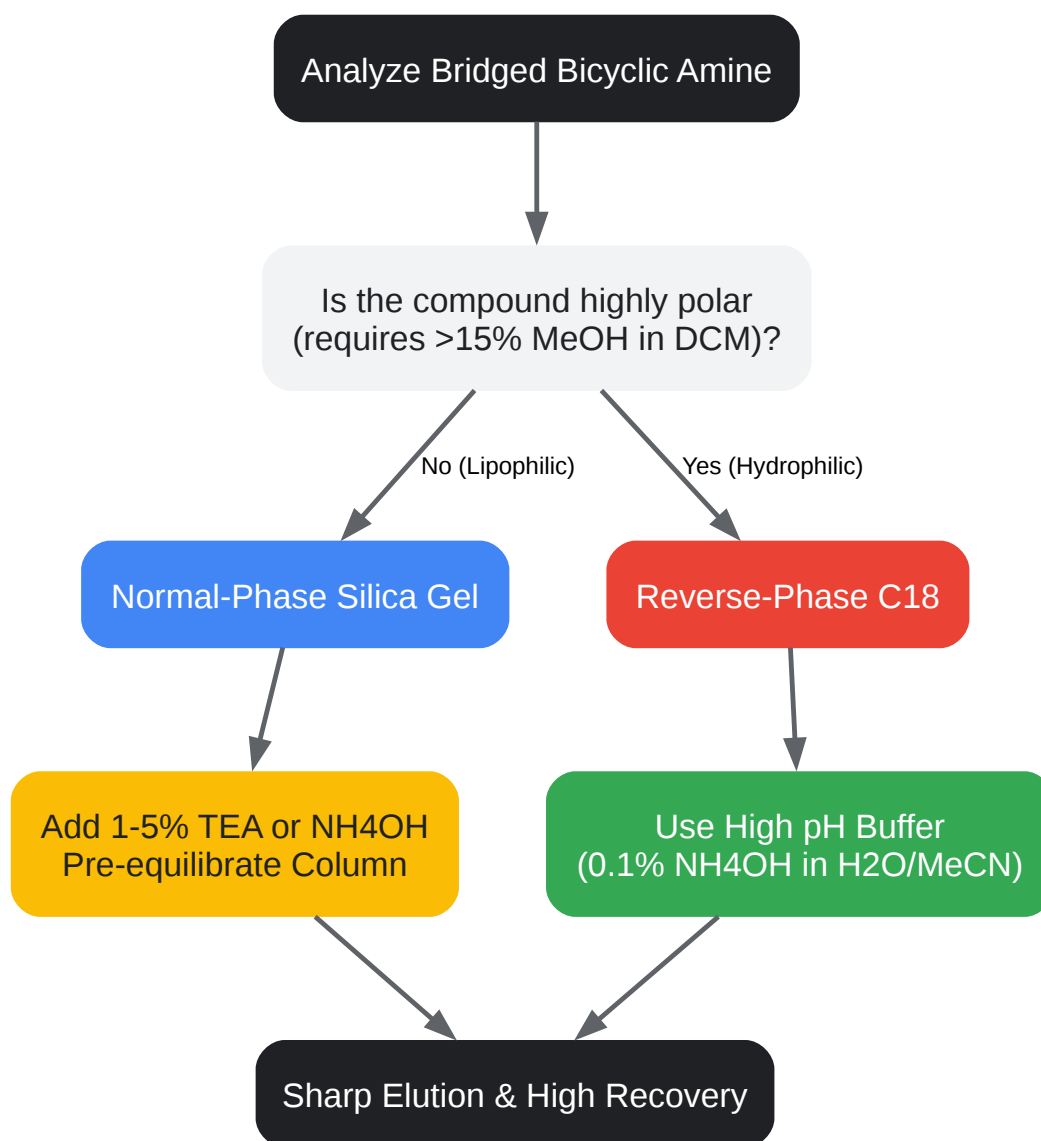 Analyze Bridged Bicyclic Amine
Is the compound highly polar
(requires >15% MeOH in DCM)?
No (Lipophilic)
Yes (Hydrophilic)
Normal-Phase Silica Gel
Reverse-Phase C18
Add 1-5% TEA or NH4OH
Pre-equilibrate Column
Use High pH Buffer
(0.1% NH4OH in H2O/MeCN)
Sharp Elution & High Recovery